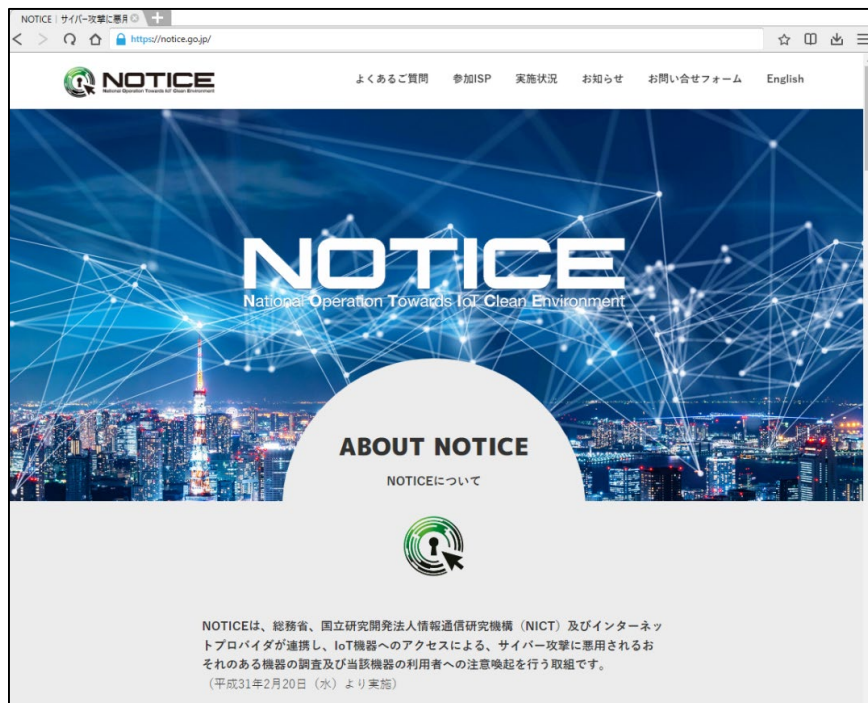 NOTICE｜サイバー攻撃に悪用
https://notice.go.jp/
NOTICE
National Operation Towards IoT Clean Environment
よくあるご質問 参加ISP 実施状況 お知らせ お問い合せフォーム English
NOTICE
National Operation Towards IoT Clean Environment
ABOUT NOTICE
NOTICEについて
NOTICEは、総務省、国立研究開発法人情報通信研究機構（NICT）及びインターネッ
トプロバイダが連携し、IoT機器へのアクセスによる、サイバー攻撃に悪用されるお
それのある機器の調査及び当該機器の利用者への注意喚起を行う取組です。
（平成31年2月20日（水）より実施）